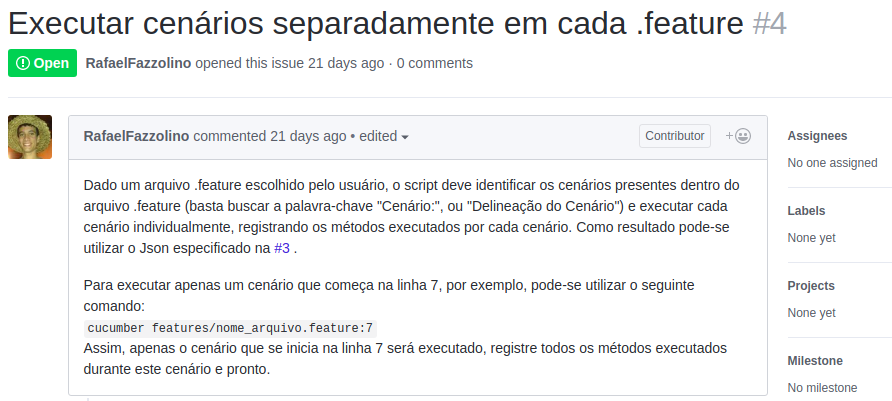 Executar cenários separadamente em cada .feature #4
Open RafaelFazzolino opened this issue 21 days ago · 0 comments
RafaelFazzolino commented 21 days ago • edited
Contributor
Dado um arquivo .feature escolhido pelo usuário, o script deve identificar os cenários presentes dentro do
arquivo .feature (basta buscar a palavra-chave "Cenário:", ou "Delineação do Cenário") e executar cada
cenário individualmente, registrando os métodos executados por cada cenário. Como resultado pode-se
utilizar o Json especificado na #3 .
Para executar apenas um cenário que começa na linha 7, por exemplo, pode-se utilizar o seguinte
comando:
cucumber features/nome_arquivo.feature:7
Assim, apenas o cenário que se inicia na linha 7 será executado, registre todos os métodos executados
durante este cenário e pronto.
Assignees
No one assigned
Labels
None yet
Projects
None yet
Milestone
No milestone